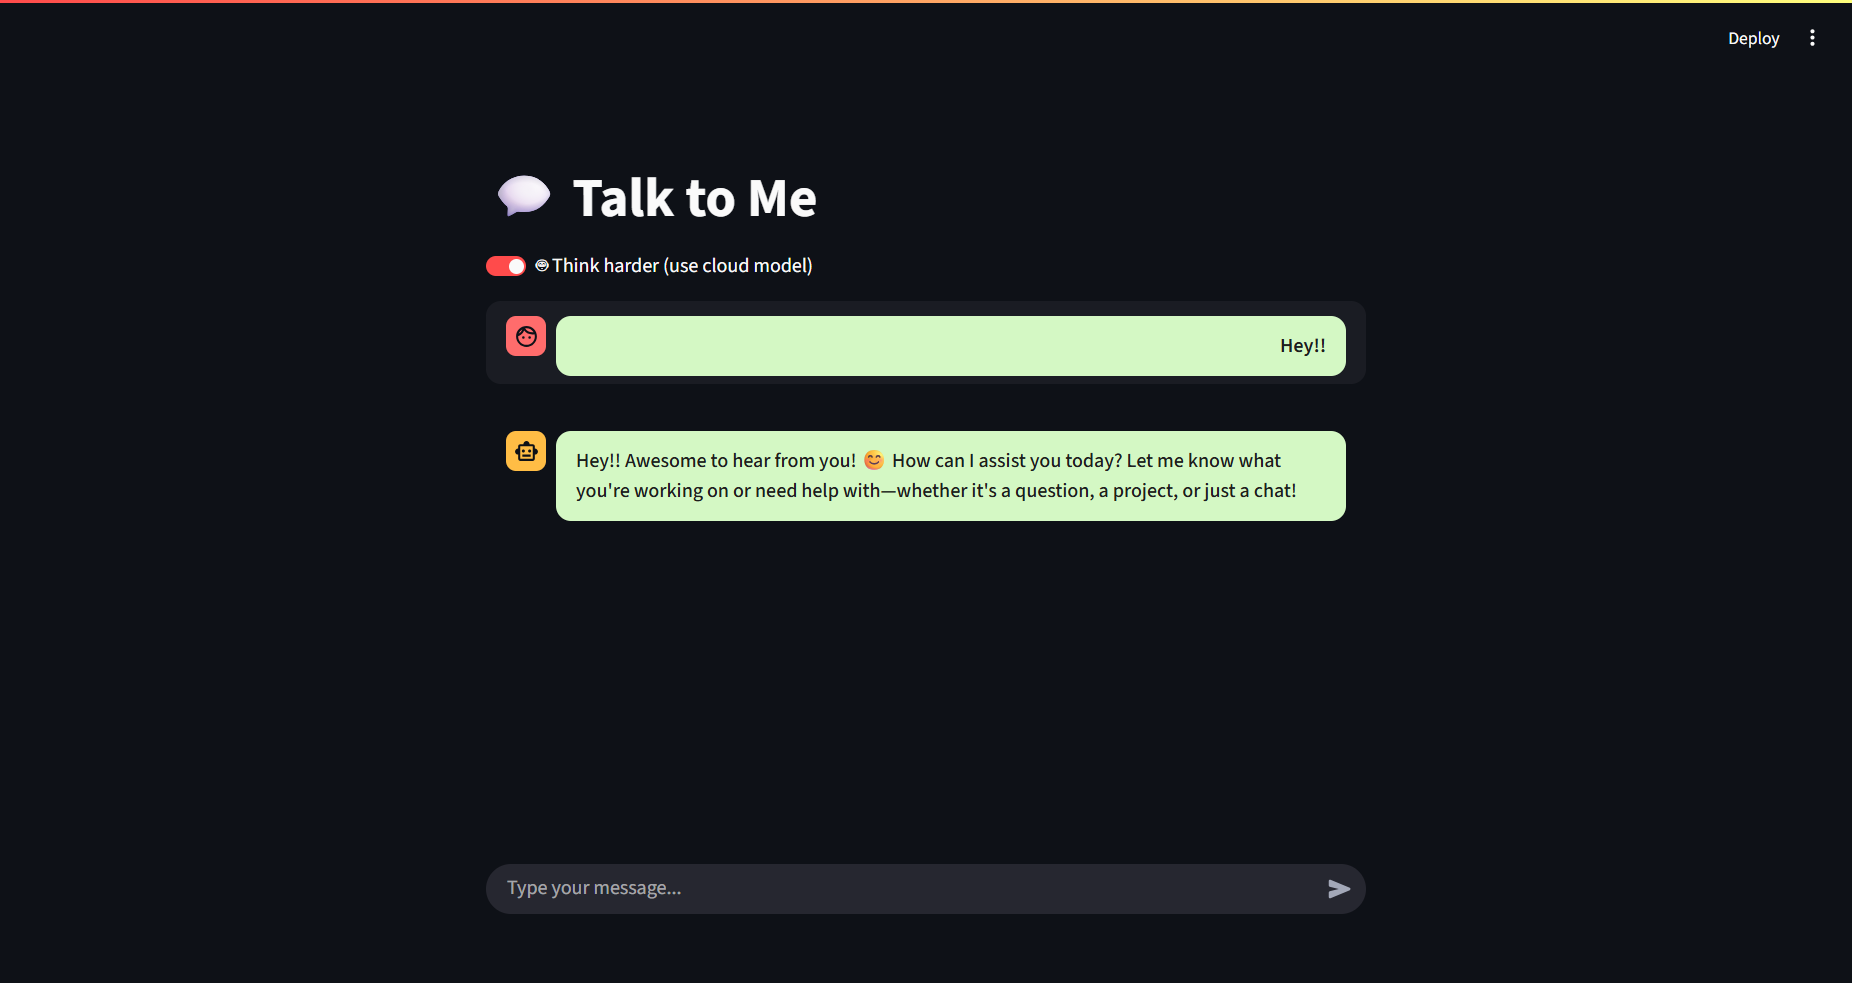 Deploy
Talk to Me
Think harder (use cloud model)
Hey!!
Hey!! Awesome to hear from you! 😊 How can I assist you today? Let me know what
you're working on or need help with—whether it's a question, a project, or just a chat!
Type your message...